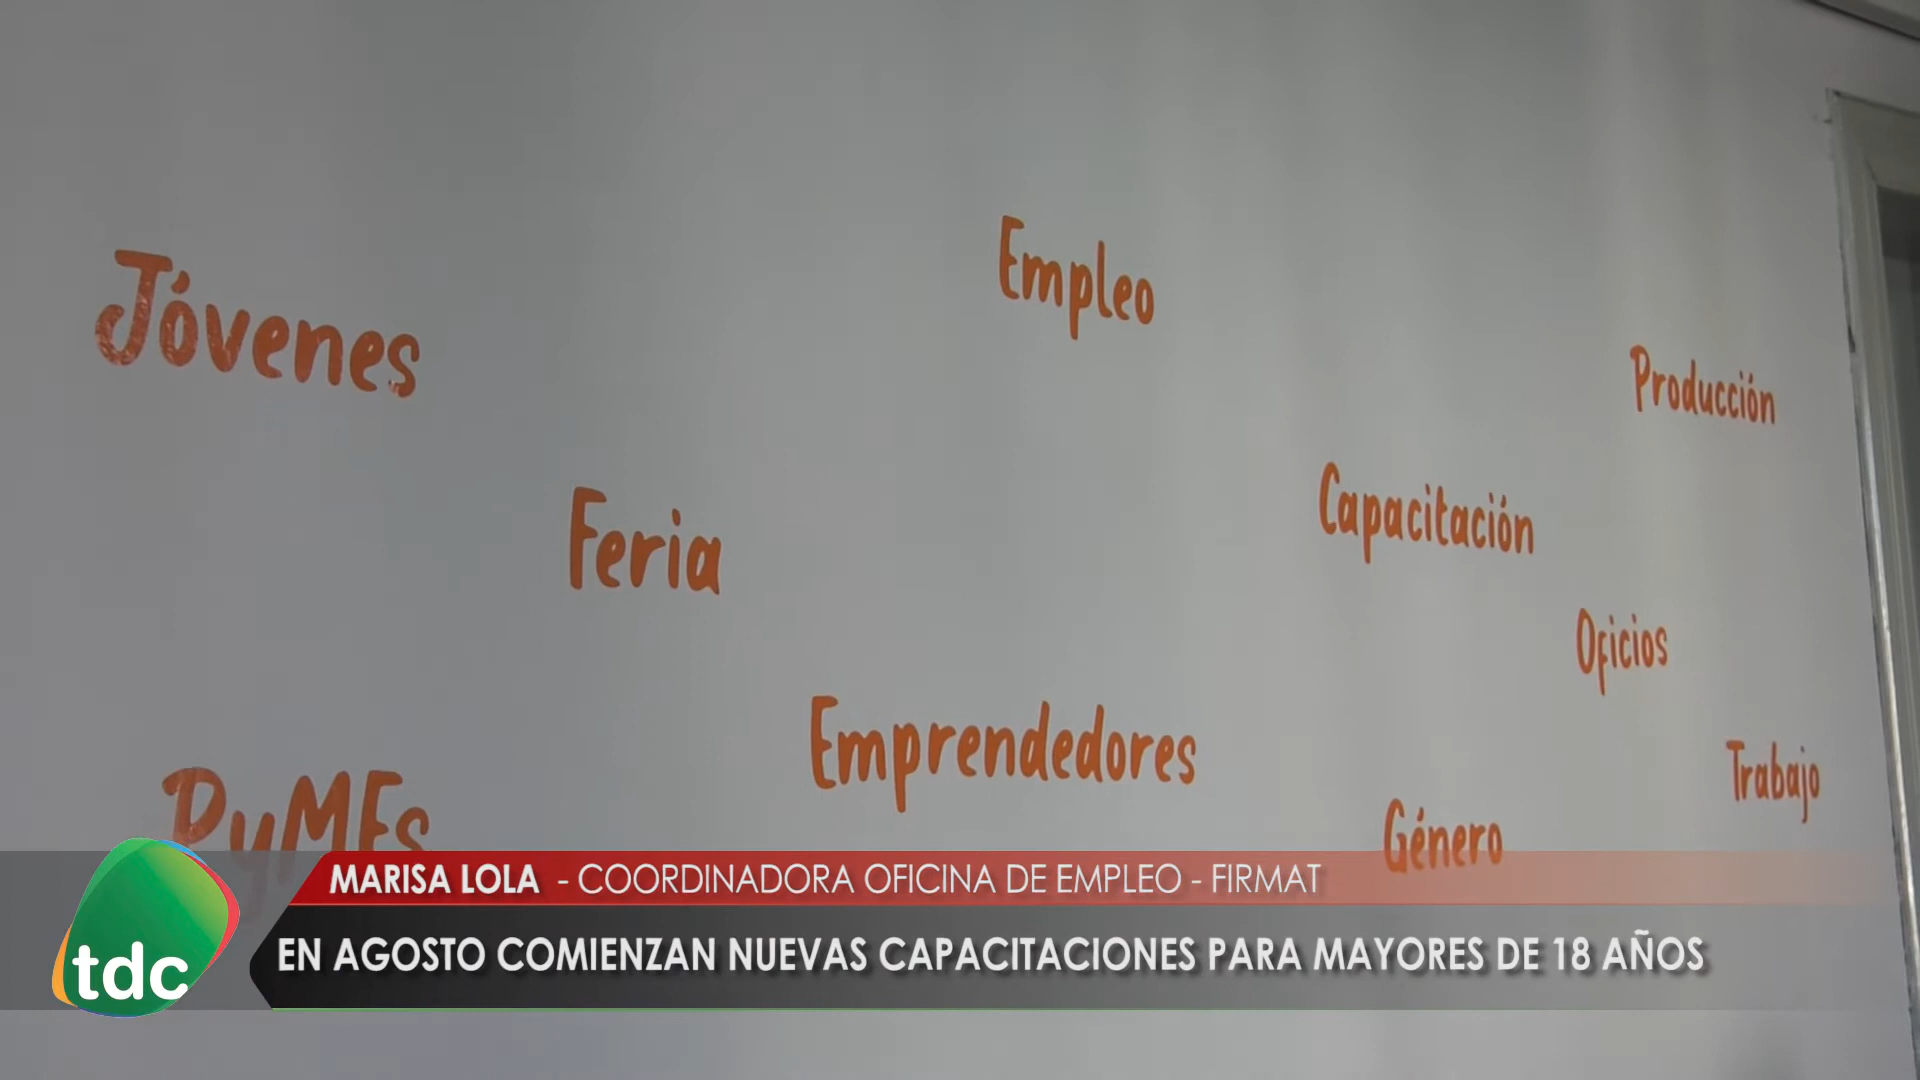 Jóvenes
Empleo
Producción
Feria
Capacitación
Oficios
Emprendedores
Trabajo
PyMEs
Género
MARISA LOLA - COORDINADORA OFICINA DE EMPLEO - FIRMAT
EN AGOSTO COMIENZAN NUEVAS CAPACITACIONES PARA MAYORES DE 18 AÑOS
tdc